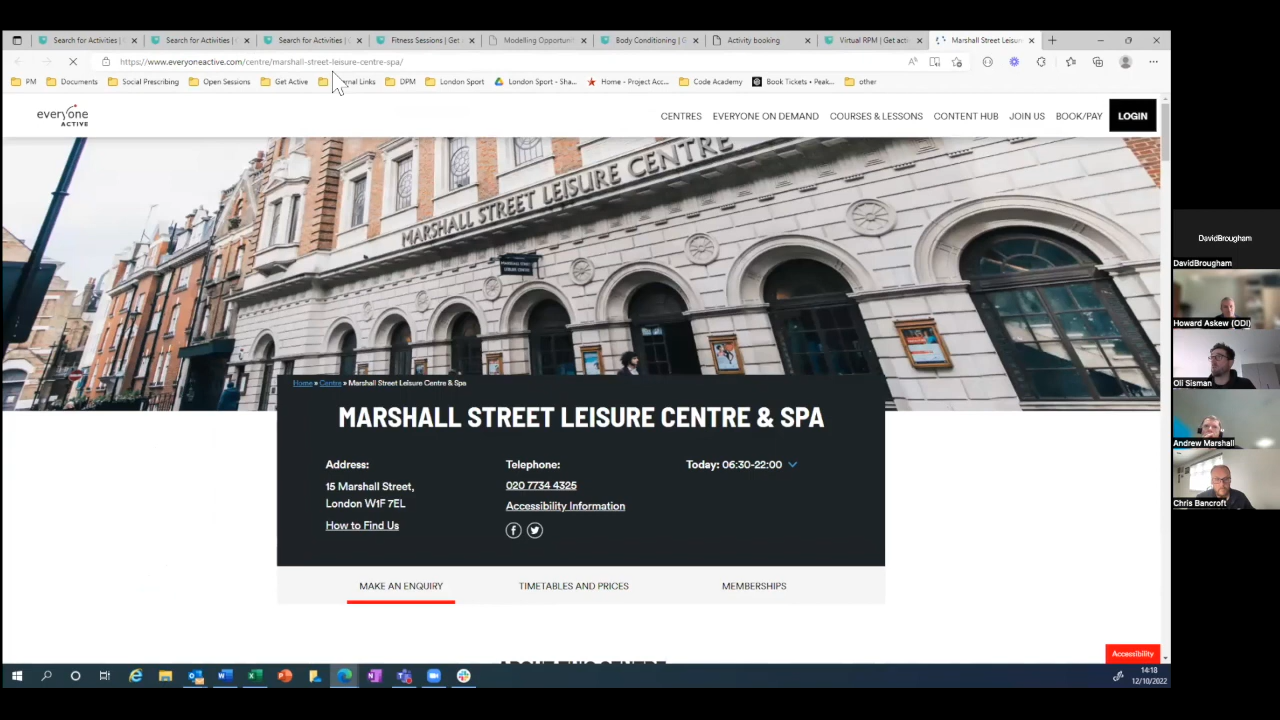 Search for Activities |
Search for Activities |
Search for Activities |
Fitness Sessions | Get
Modelling Opportuni
Body Conditioning | G
Activity booking
Virtual RPM | Get acti
Marshall Street Leisure
https://www.everyoneactive.com/centre/marshall-street-leisure-centre-spa/
PM
Documents
Social Prescribing
Open Sessions
Get Active
Links
DPM
London Sport
London Sport - Sha...
Home - Project Acc...
Code Academy
Book Tickets • Peak...
other
everyone
ACTIVE
CENTRES
EVERYONE ON DEMAND
COURSES & LESSONS
CONTENT HUB
JOIN US
BOOK/PAY
LOGIN
MARSHALL STREET LEISURE CENTRE
Home » Centre » Marshall Street Leisure Centre & Spa
MARSHALL STREET LEISURE CENTRE & SPA
Address:
15 Marshall Street,
London W1F 7EL
How to Find Us
Telephone:
020 7734 4325
Accessibility Information
Today: 06:30-22:00
MAKE AN ENQUIRY
TIMETABLES AND PRICES
MEMBERSHIPS
Accessibility
14:18
12/10/2022
DavidBrougham
DavidBrougham
Howard Askew (ODI)
Oli Sisman
Andrew Marshall
Chris Bancroft